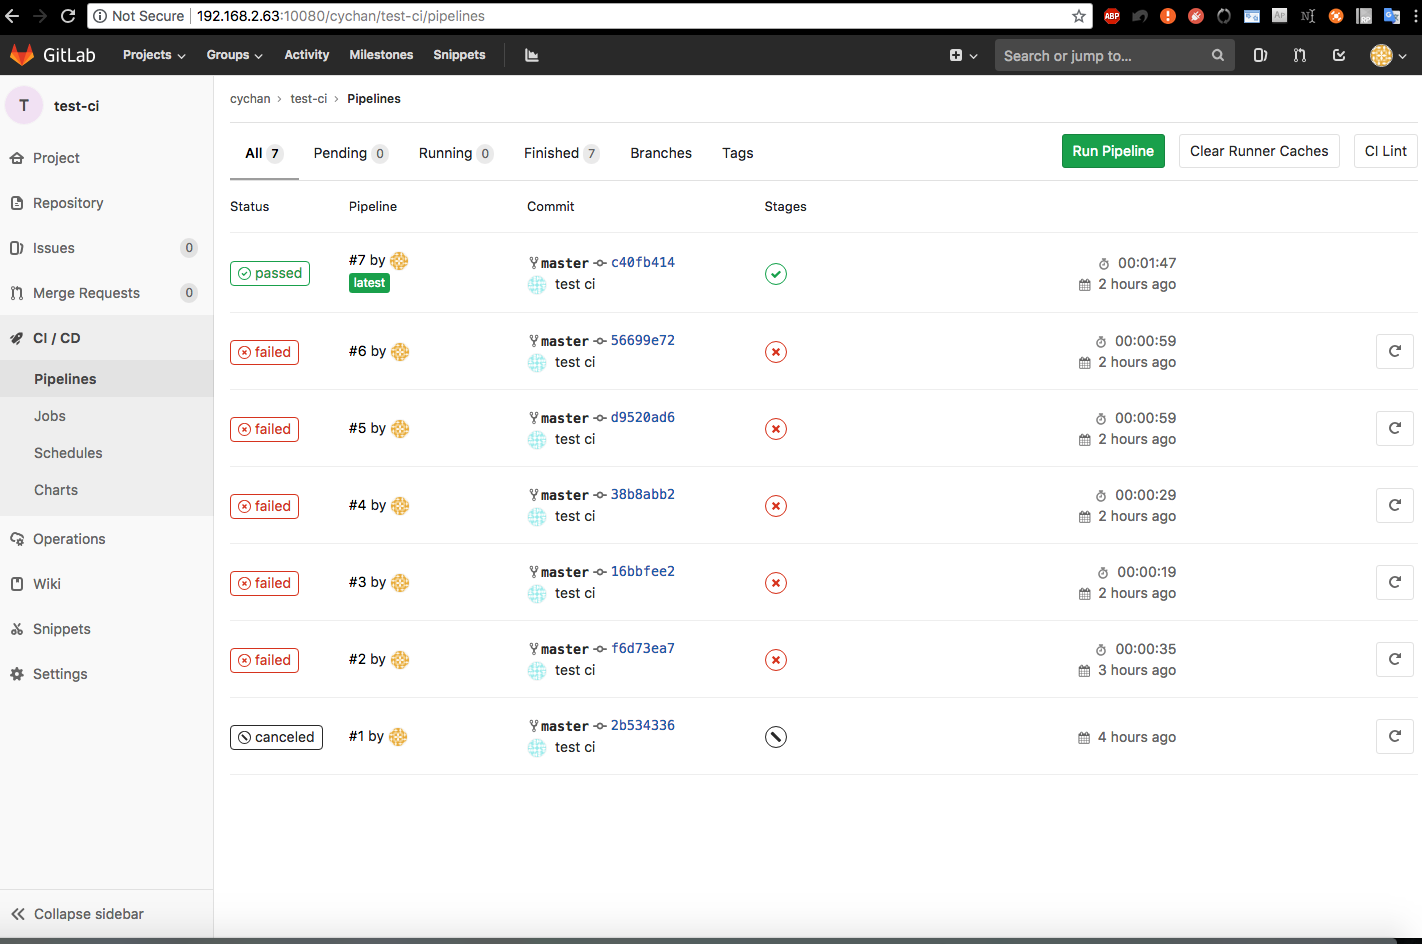 Not Secure 192.168.2.63:10080/cychan/test-ci/pipelines
ABP
GitLab Projects Groups Activity Milestones Snippets Search or jump to...
T test-ci
cychan › test-ci › Pipelines
Project
Repository
Issues 0
Merge Requests 0
CI / CD
Pipelines
Jobs
Schedules
Charts
Operations
Wiki
Snippets
Settings
Collapse sidebar
All 7 Pending 0 Running 0 Finished 7 Branches Tags Run Pipeline Clear Runner Caches CI Lint
Status Pipeline Commit Stages
passed #7 by latest master c40fb414 00:01:47
test ci 2 hours ago
failed #6 by master 56699e72 00:00:59
test ci 2 hours ago
failed #5 by master d9520ad6 00:00:59
test ci 2 hours ago
failed #4 by master 38b8abb2 00:00:29
test ci 2 hours ago
failed #3 by master 16bbfee2 00:00:19
test ci 2 hours ago
failed #2 by master f6d73ea7 00:00:35
test ci 3 hours ago
canceled #1 by master 2b534336
test ci 4 hours ago